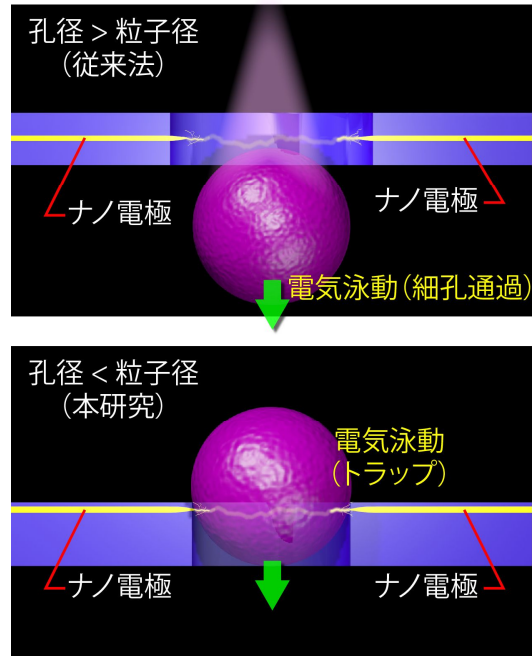 孔径 > 粒子径
(従来法)
ナノ電極
ナノ電極
電気泳動(細孔通過)
孔径 < 粒子径
(本研究)
電気泳動
(トラップ)
ナノ電極
ナノ電極